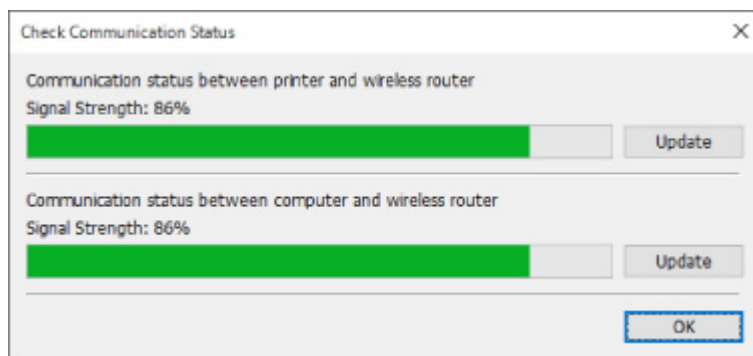 Check Communication Status
Communication status between printer and wireless router
Signal Strength: 86%
Update
Communication status between computer and wireless router
Signal Strength: 86%
Update
OK